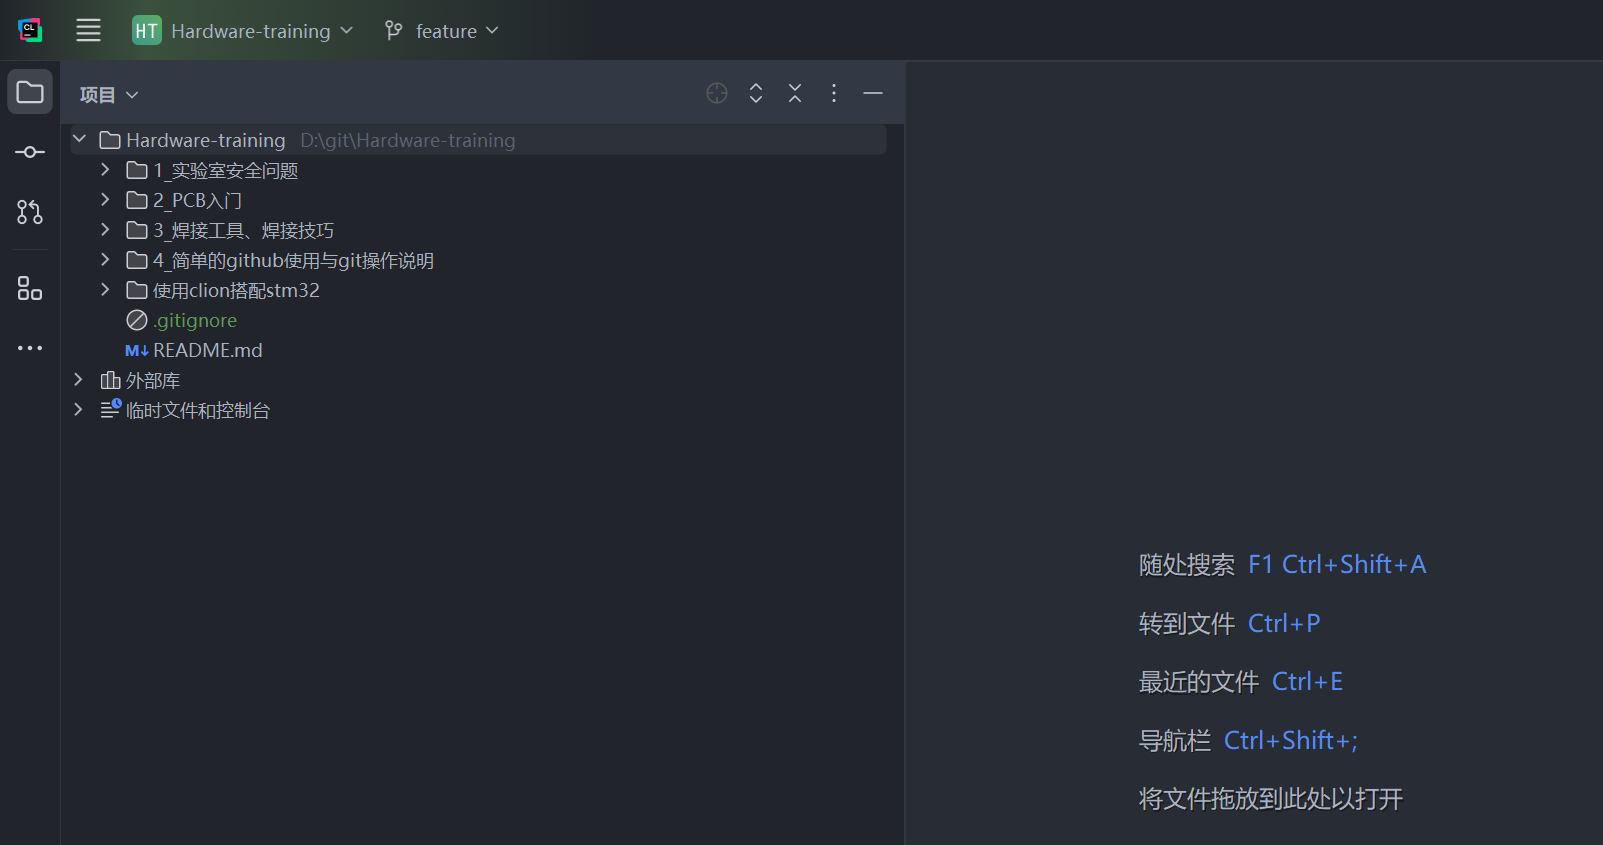 CL
HT Hardware-training feature
项目
Hardware-training D:\git\Hardware-training
1_实验室安全问题
2_PCB入门
3_焊接工具、焊接技巧
4_简单的github使用与git操作说明
使用clion搭配stm32
.gitignore
M↓ README.md
外部库
临时文件和控制台
随处搜索 F1 Ctrl+Shift+A
转到文件 Ctrl+P
最近的文件 Ctrl+E
导航栏 Ctrl+Shift+;
将文件拖放到此处以打开